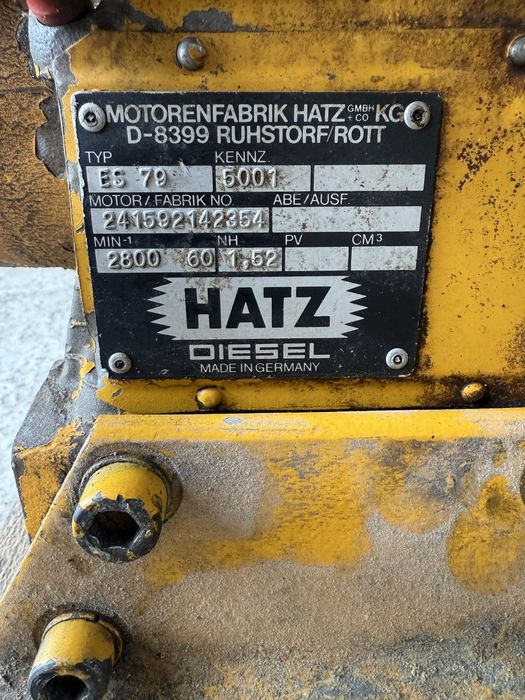 MOTORENFABRIK HATZ GMBH + CO KG
D-8399 RUHSTORF/ROTT
TYP KENNZ.
ES 79 5001
MOTOR / FABRIK NO ABE/AUSF.
241592142354
MIN-1 NH PV CM3
2800 60 1,52
HATZ
DIESEL
MADE IN GERMANY